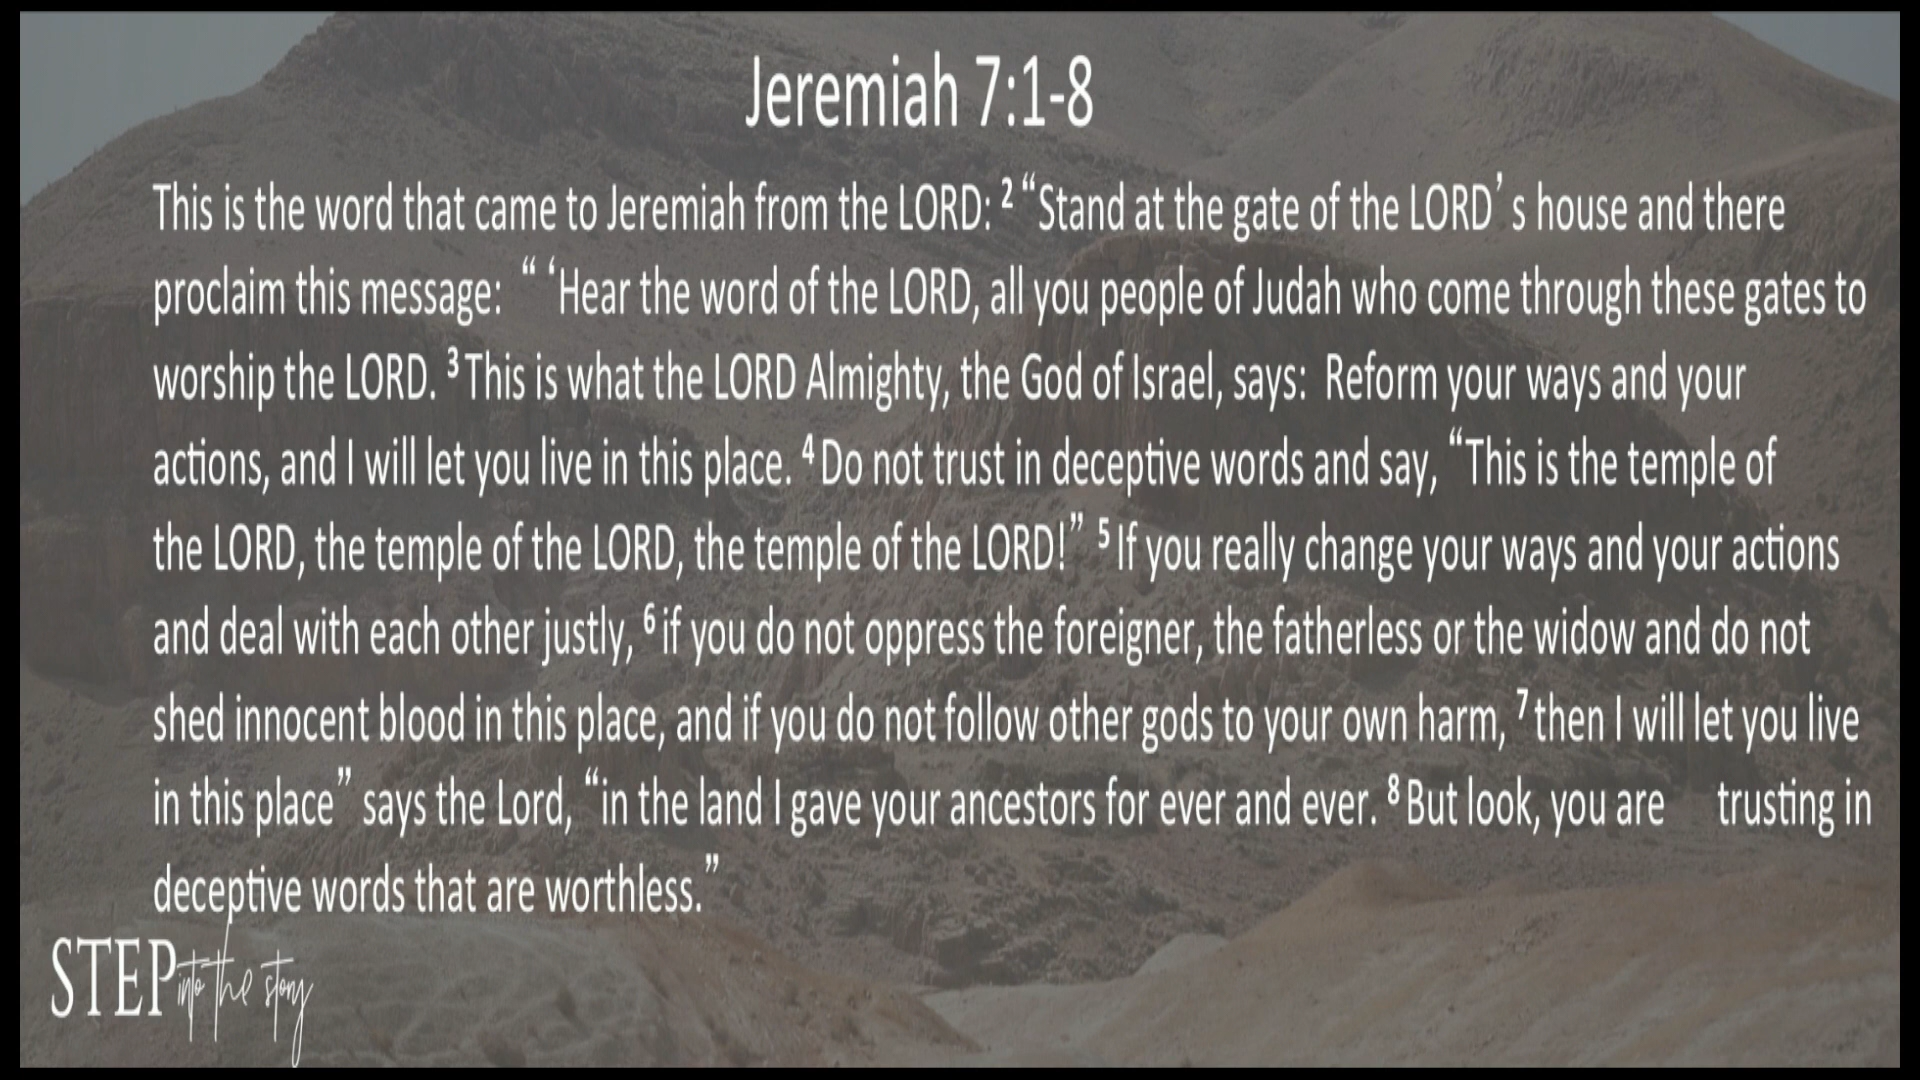 Jeremiah 7:1-8
This is the word that came to Jeremiah from the LORD: ² “Stand at the gate of the LORD’ s house and there
proclaim this message: “ ‘Hear the word of the LORD, all you people of Judah who come through these gates to
worship the LORD. ³ This is what the LORD Almighty, the God of Israel, says: Reform your ways and your
actions, and I will let you live in this place. ⁴ Do not trust in deceptive words and say, “This is the temple of
the LORD, the temple of the LORD, the temple of the LORD!” ⁵ If you really change your ways and your actions
and deal with each other justly, ⁶ if you do not oppress the foreigner, the fatherless or the widow and do not
shed innocent blood in this place, and if you do not follow other gods to your own harm, ⁷ then I will let you live
in this place” says the Lord, “in the land I gave your ancestors for ever and ever. ⁸ But look, you are trusting in
deceptive words that are worthless.”
STEP into the story